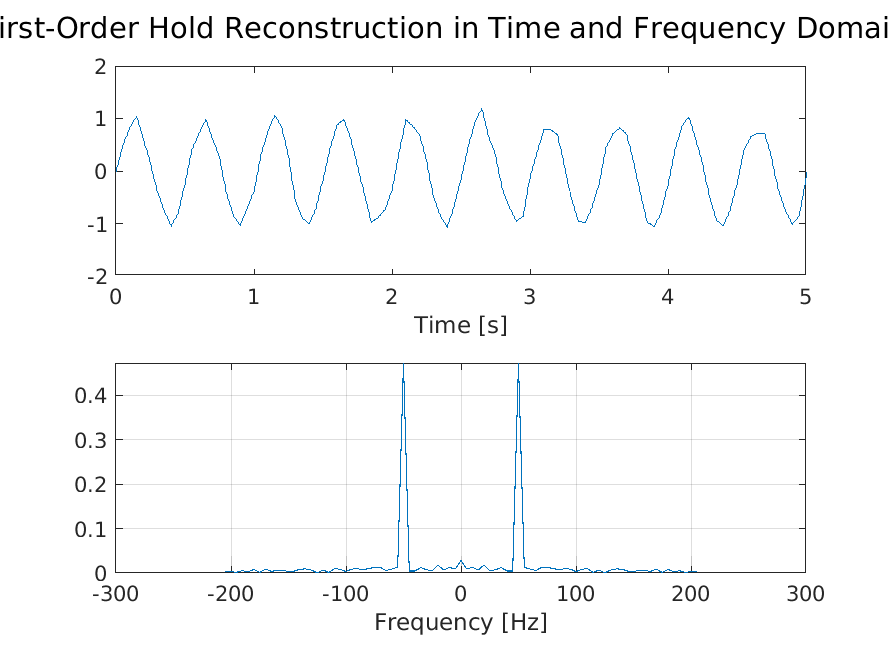 irst-Order Hold Reconstruction in Time and Frequency Domai
2
1
0
-1
-2
0 1 2 3 4 5
Time [s]
0.4
0.3
0.2
0.1
0
-300 -200 -100 0 100 200 300
Frequency [Hz]